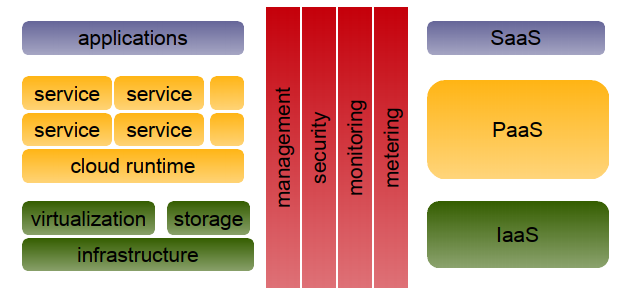 applications
service service
service service
cloud runtime
virtualization storage
infrastructure
management
security
monitoring
metering
SaaS
PaaS
IaaS